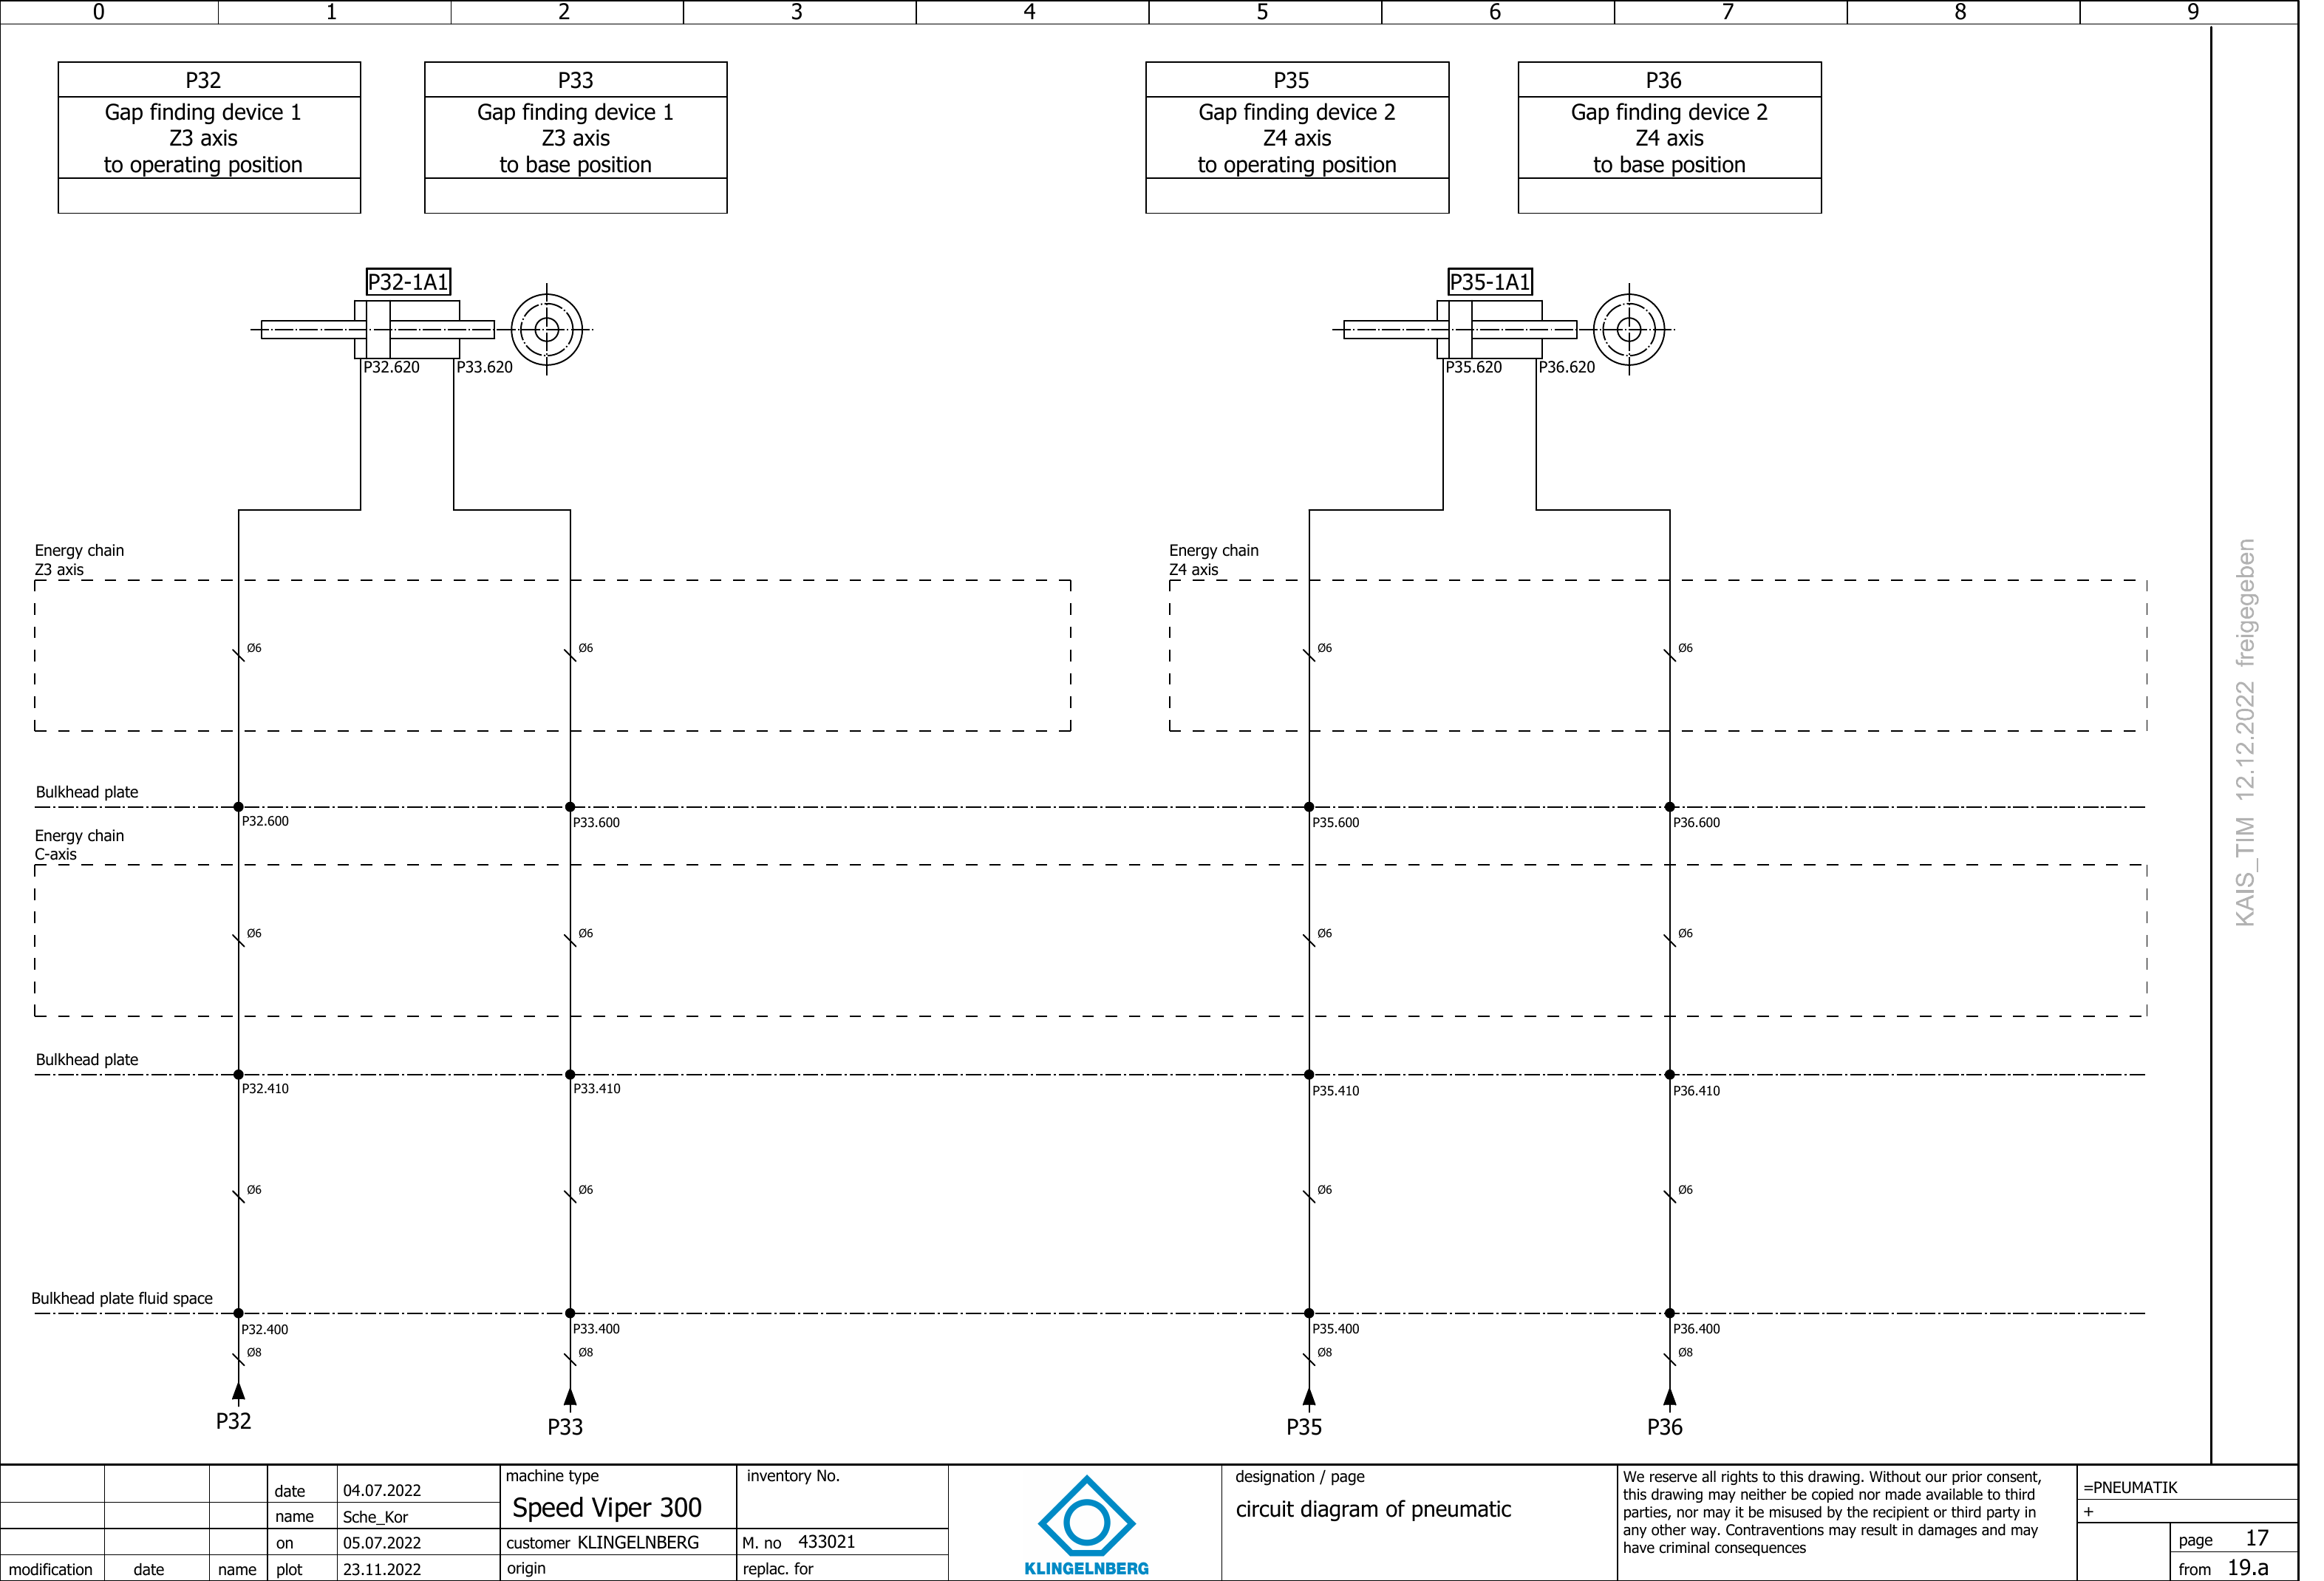 0 1 2 3 4 5 6 7 8 9
P32
Gap finding device 1
Z3 axis
to operating position
P33
Gap finding device 1
Z3 axis
to base position
P35
Gap finding device 2
Z4 axis
to operating position
P36
Gap finding device 2
Z4 axis
to base position
P32-1A1
P32.620 P33.620
P35-1A1
P35.620 P36.620
Energy chain
Z3 axis
Energy chain
Z4 axis
Ø6 Ø6 Ø6 Ø6
Bulkhead plate
P32.600 P33.600 P35.600 P36.600
Energy chain
C-axis
Ø6 Ø6 Ø6 Ø6
Bulkhead plate
P32.410 P33.410 P35.410 P36.410
Ø6 Ø6 Ø6 Ø6
Bulkhead plate fluid space
P32.400 P33.400 P35.400 P36.400
Ø8 Ø8 Ø8 Ø8
P32 P33 P35 P36
KAIS_TIM 12.12.2022 freigegeben
date 04.07.2022
name Sche_Kor
on 05.07.2022
modification date name plot 23.11.2022
machine type
Speed Viper 300
customer KLINGELNBERG
origin
inventory No.
M. no 433021
replac. for
KLINGELNBERG
designation / page
circuit diagram of pneumatic
We reserve all rights to this drawing. Without our prior consent,
this drawing may neither be copied nor made available to third
parties, nor may it be misused by the recipient or third party in
any other way. Contraventions may result in damages and may
have criminal consequences
=PNEUMATIK
+
page 17
from 19.a